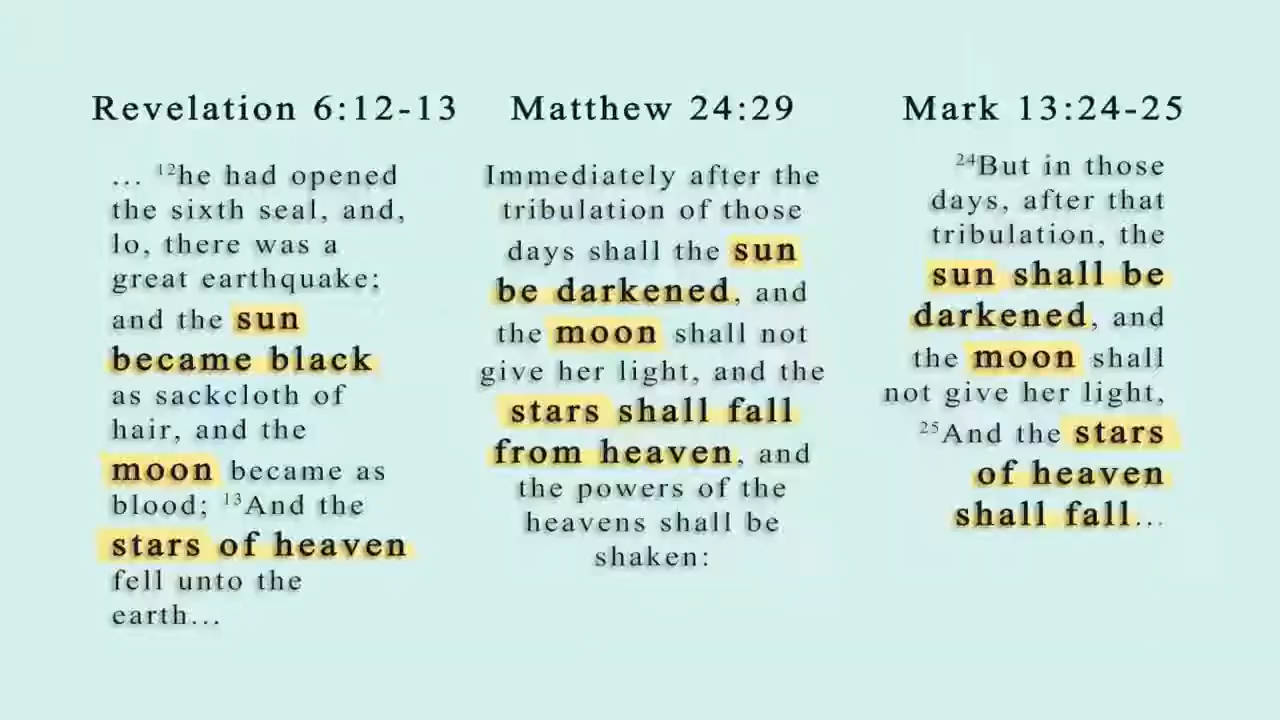 Revelation 6:12-13
... ¹²he had opened
the sixth seal, and,
lo, there was a
great earthquake;
and the sun
became black
as sackcloth of
hair, and the
moon became as
blood; ¹³And the
stars of heaven
fell unto the
earth...
Matthew 24:29
Immediately after the
tribulation of those
days shall the sun
be darkened, and
the moon shall not
give her light, and the
stars shall fall
from heaven, and
the powers of the
heavens shall be
shaken:
Mark 13:24-25
²⁴But in those
days, after that
tribulation, the
sun shall be
darkened, and
the moon shall
not give her light,
²⁵And the stars
of heaven
shall fall...